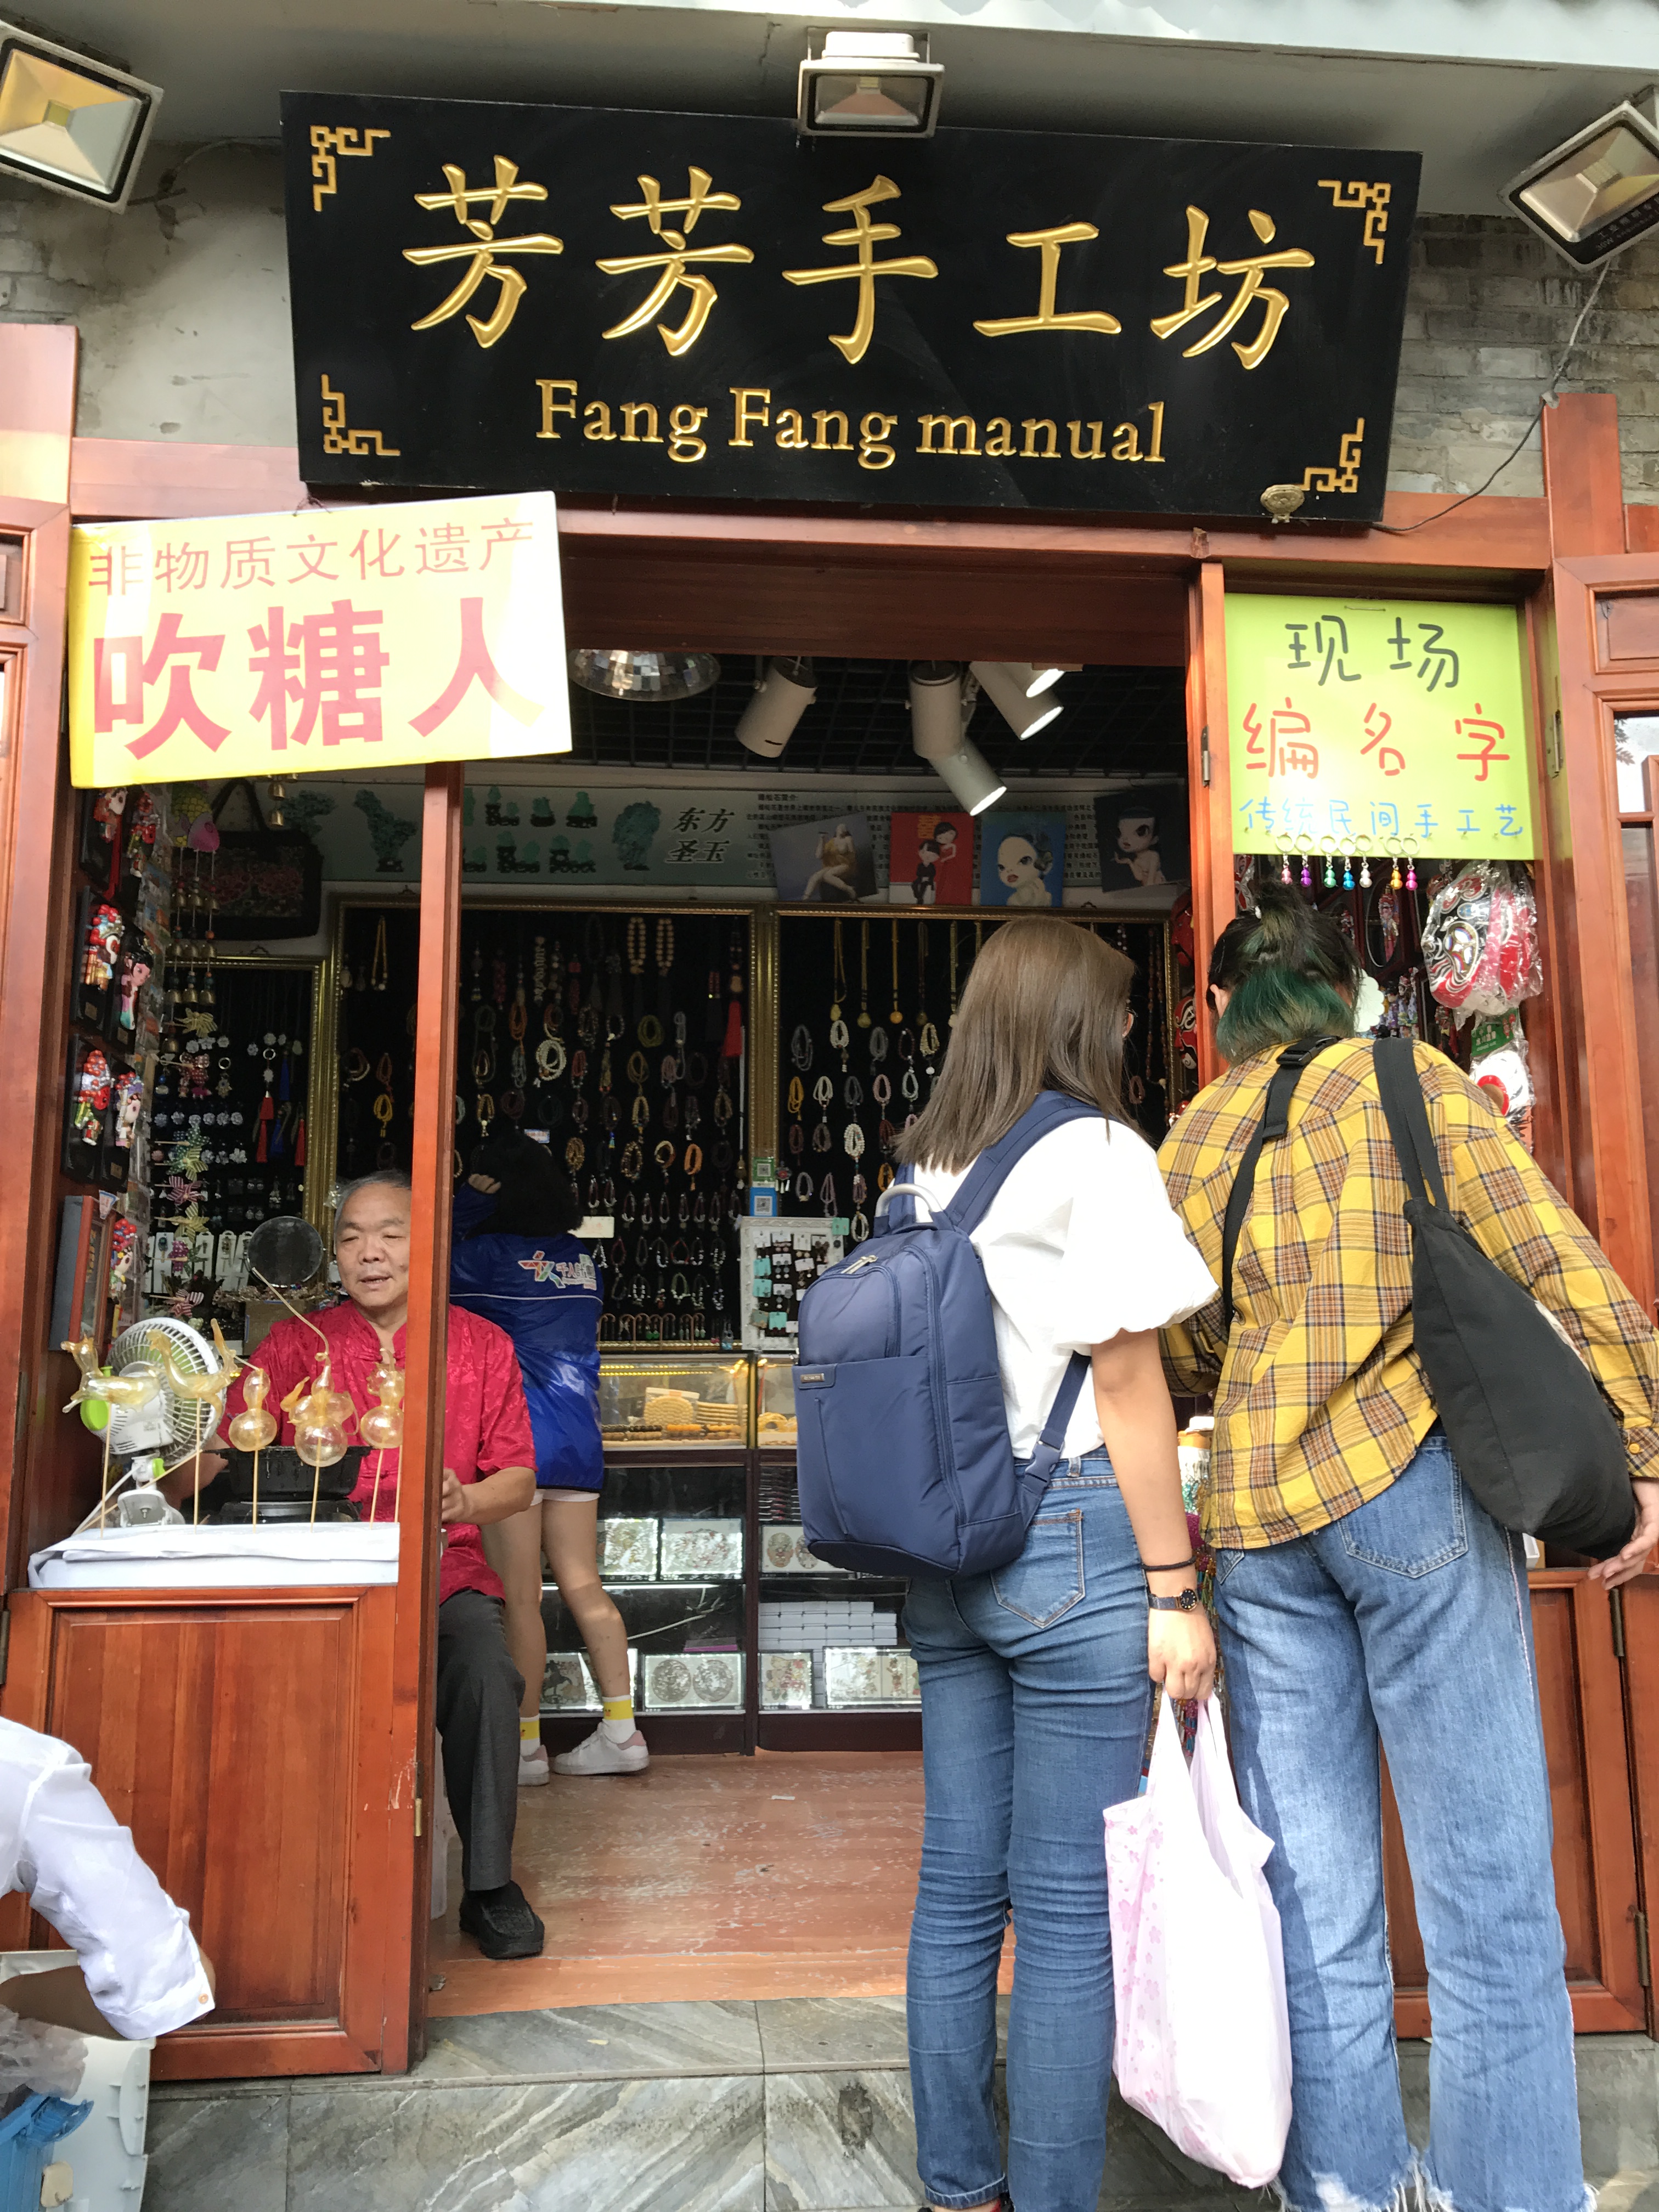 芳芳手工坊
Fang Fang manual
非物质文化遗产
吹糖人
现场
编名字
传统民间手工艺
东方
圣玉